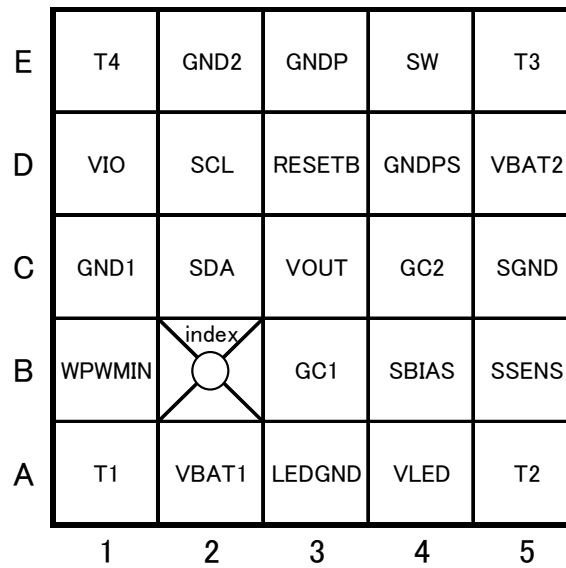 E T4 GND2 GNDP SW T3
D VIO SCL RESETB GNDPS VBAT2
C GND1 SDA VOUT GC2 SGND
index
B WPWMIN GC1 SBIAS SSENS
A T1 VBAT1 LEDGND VLED T2
1 2 3 4 5